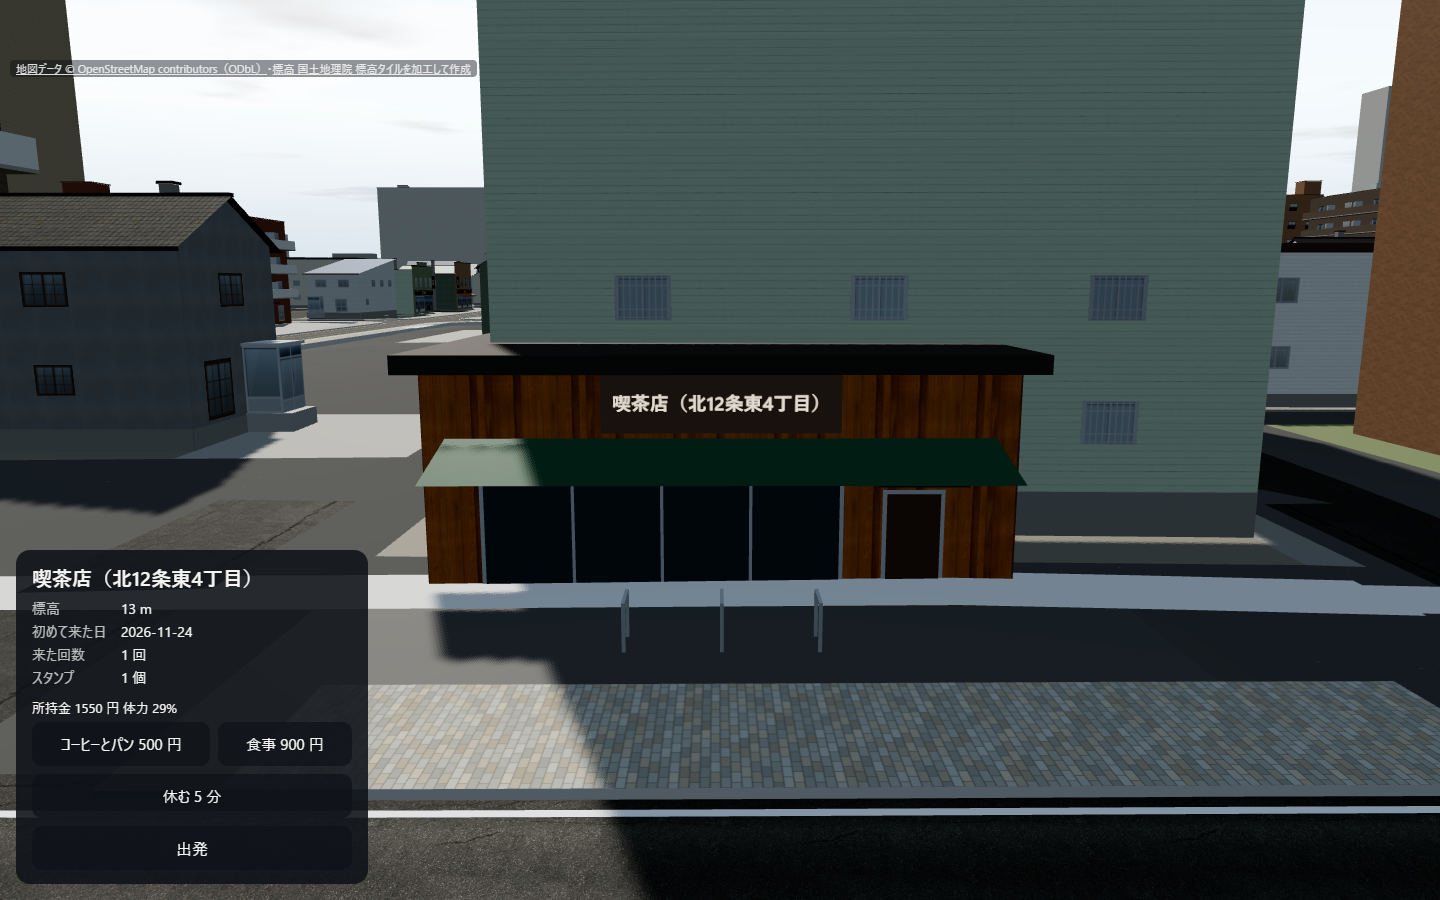 地図データ © OpenStreetMap contributors（ODbL）・標高 国土地理院 標高タイルを加工して作成
喫茶店（北12条東4丁目）
喫茶店（北12条東4丁目）
標高 13 m
初めて来た日 2026-11-24
来た回数 1 回
スタンプ 1 個
所持金 1550 円 体力 29%
コーヒーとパン 500 円 食事 900 円
休む 5 分
出発